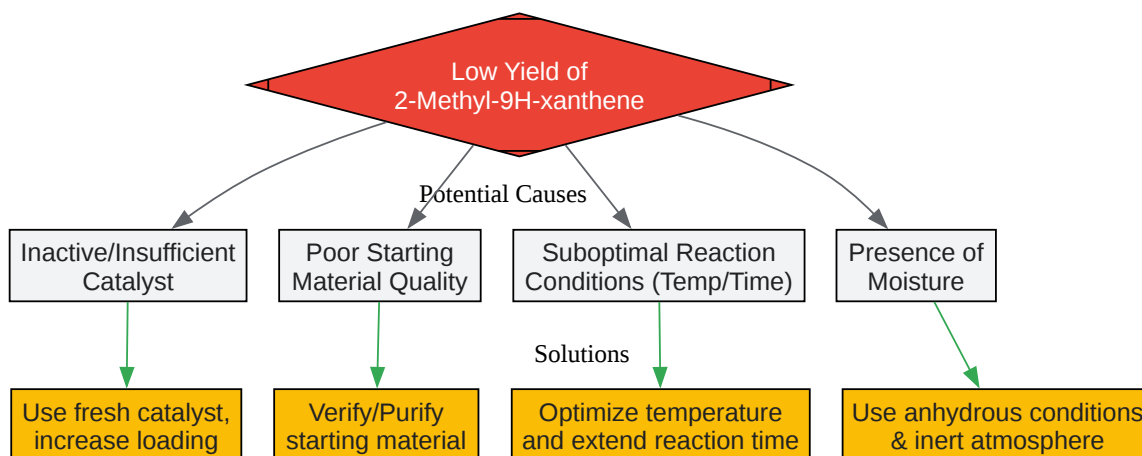 Low Yield of
2-Methyl-9H-xanthene
Potential Causes
Inactive/Insufficient
Catalyst
Poor Starting
Material Quality
Suboptimal Reaction
Conditions (Temp/Time)
Presence of
Moisture
Solutions
Use fresh catalyst,
increase loading
Verify/Purify
starting material
Optimize temperature
and extend reaction time
Use anhydrous conditions
& inert atmosphere